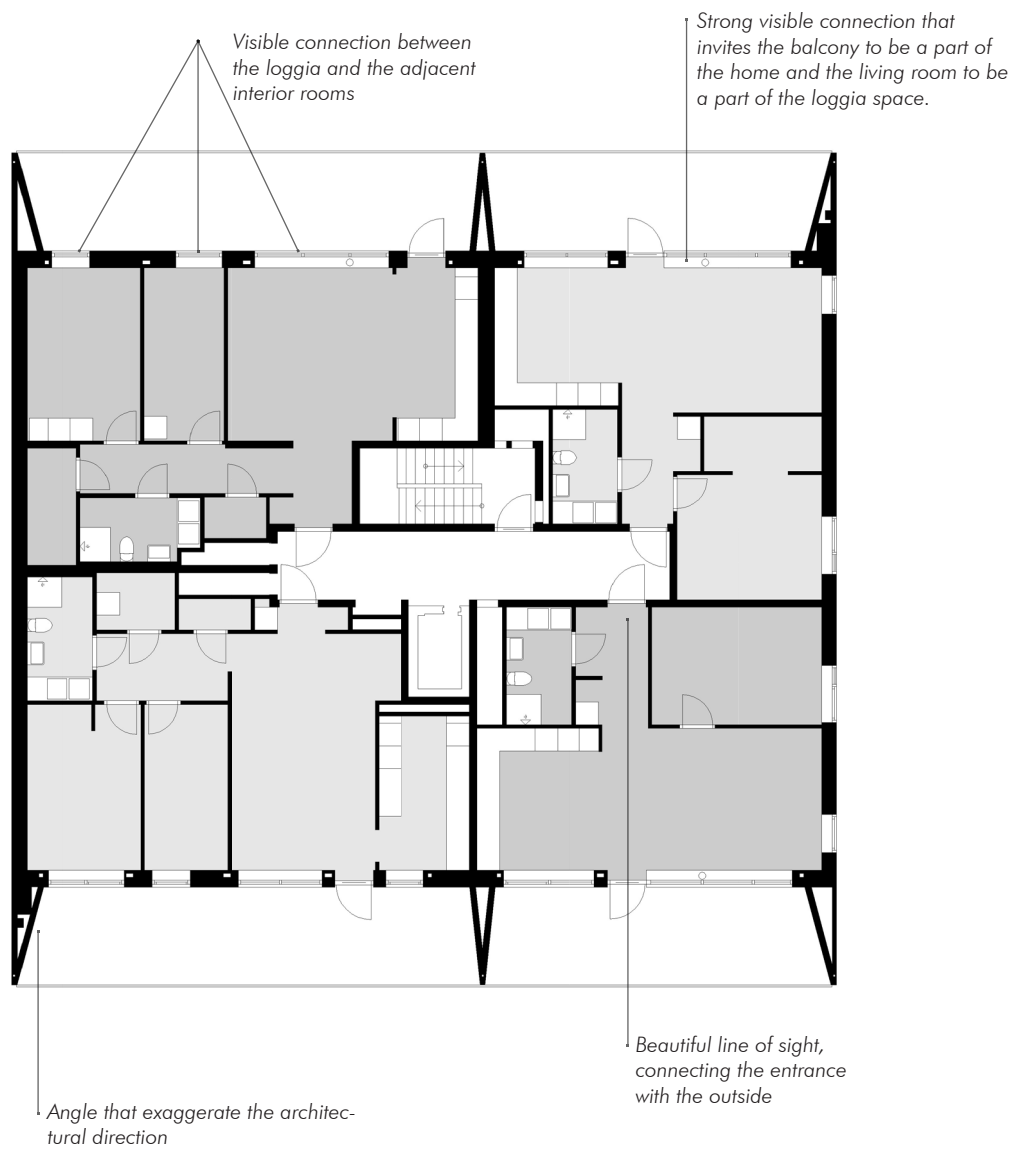 Visible connection between
the loggia and the adjacent
interior rooms
Strong visible connection that
invites the balcony to be a part of
the home and the living room to be
a part of the loggia space.
Beautiful line of sight,
connecting the entrance
with the outside
Angle that exaggerate the architec-
tural direction